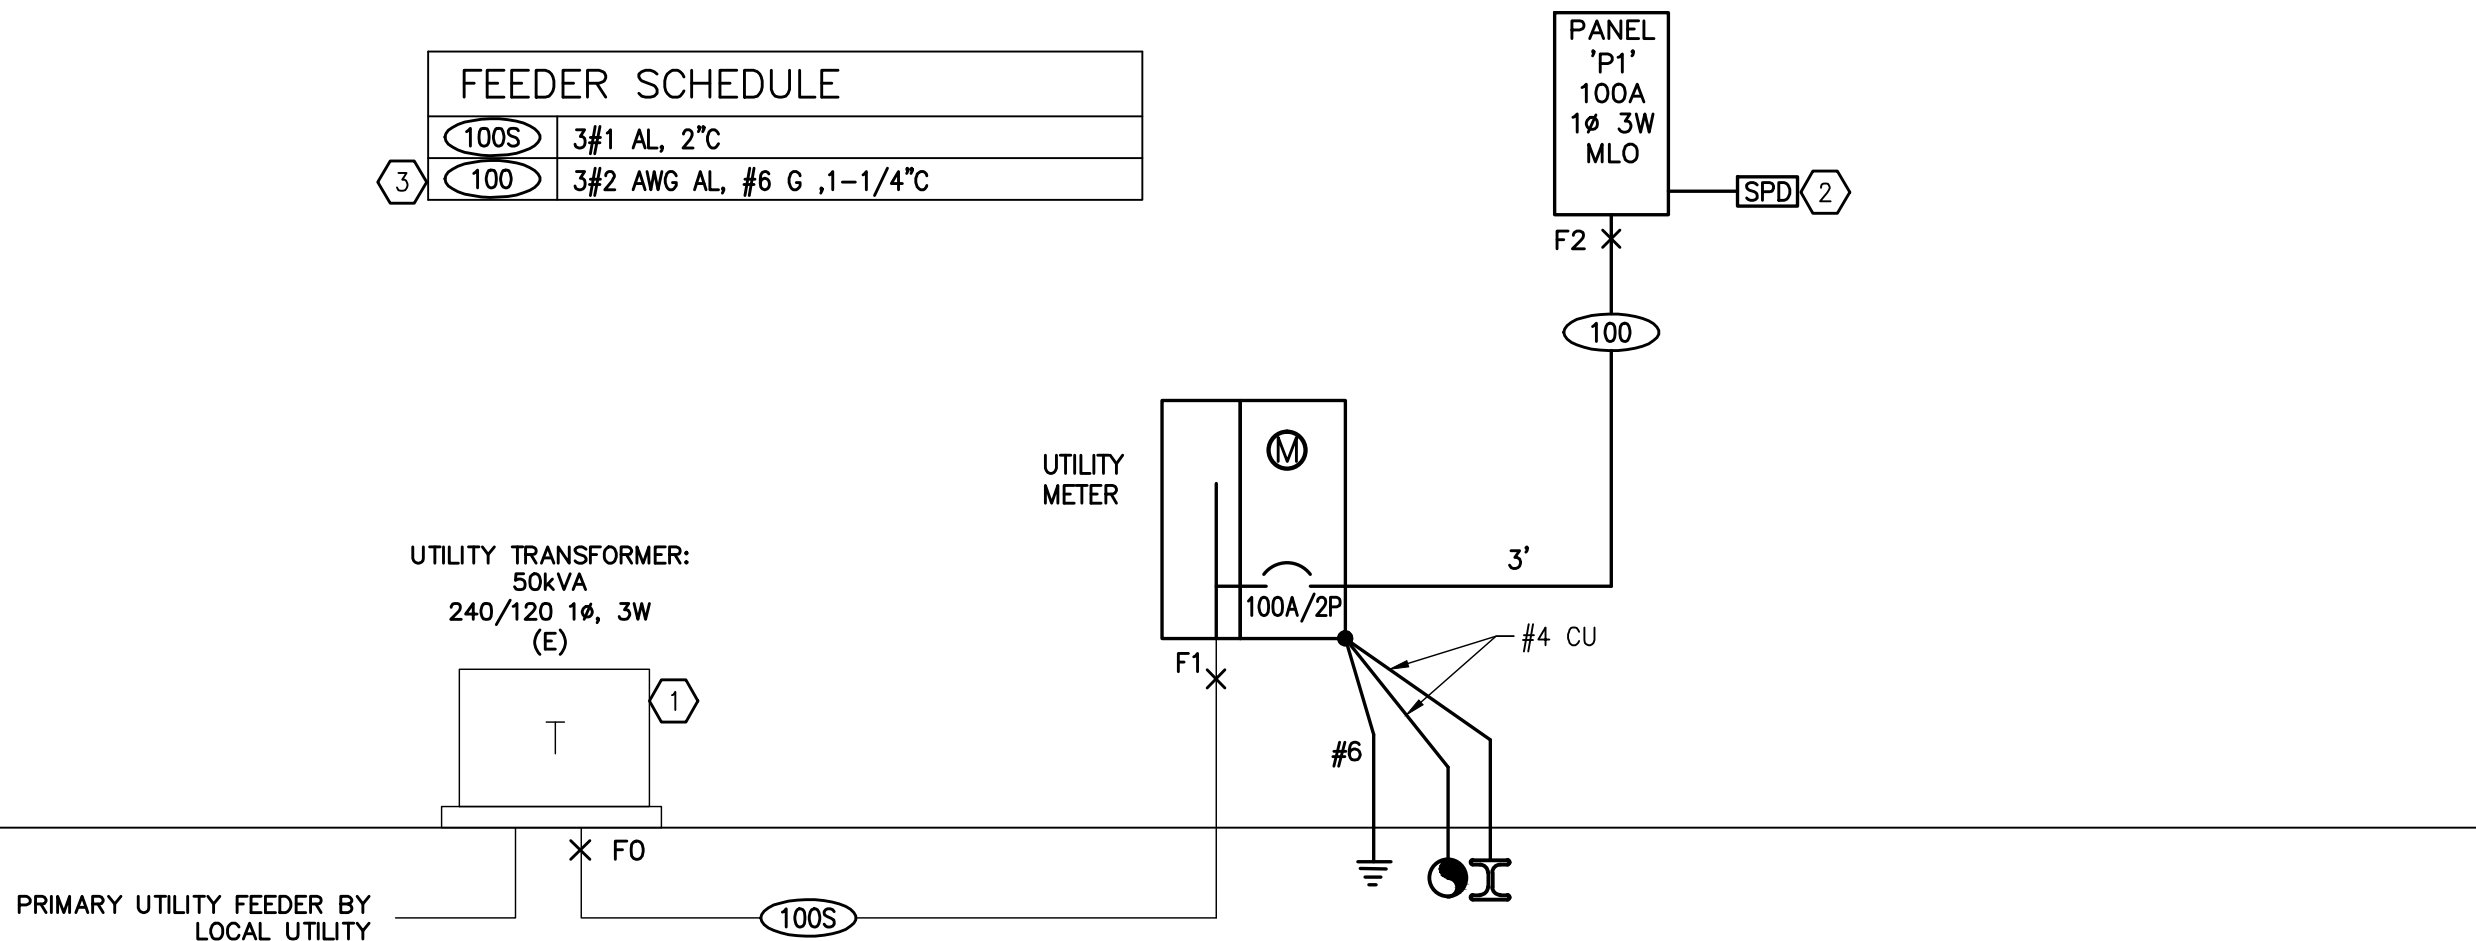 FEEDER SCHEDULE
100S 3#1 AL, 2"C
3 100 3#2 AWG AL, #6 G ,1-1/4"C
PANEL
'P1'
100A
1ø 3W
MLO
SPD 2
F2
100
UTILITY
METER
M
3'
100A/2P
#4 CU
F1
#6
UTILITY TRANSFORMER:
50kVA
240/120 1ø, 3W
(E)
1
T
F0
PRIMARY UTILITY FEEDER BY
LOCAL UTILITY
100S